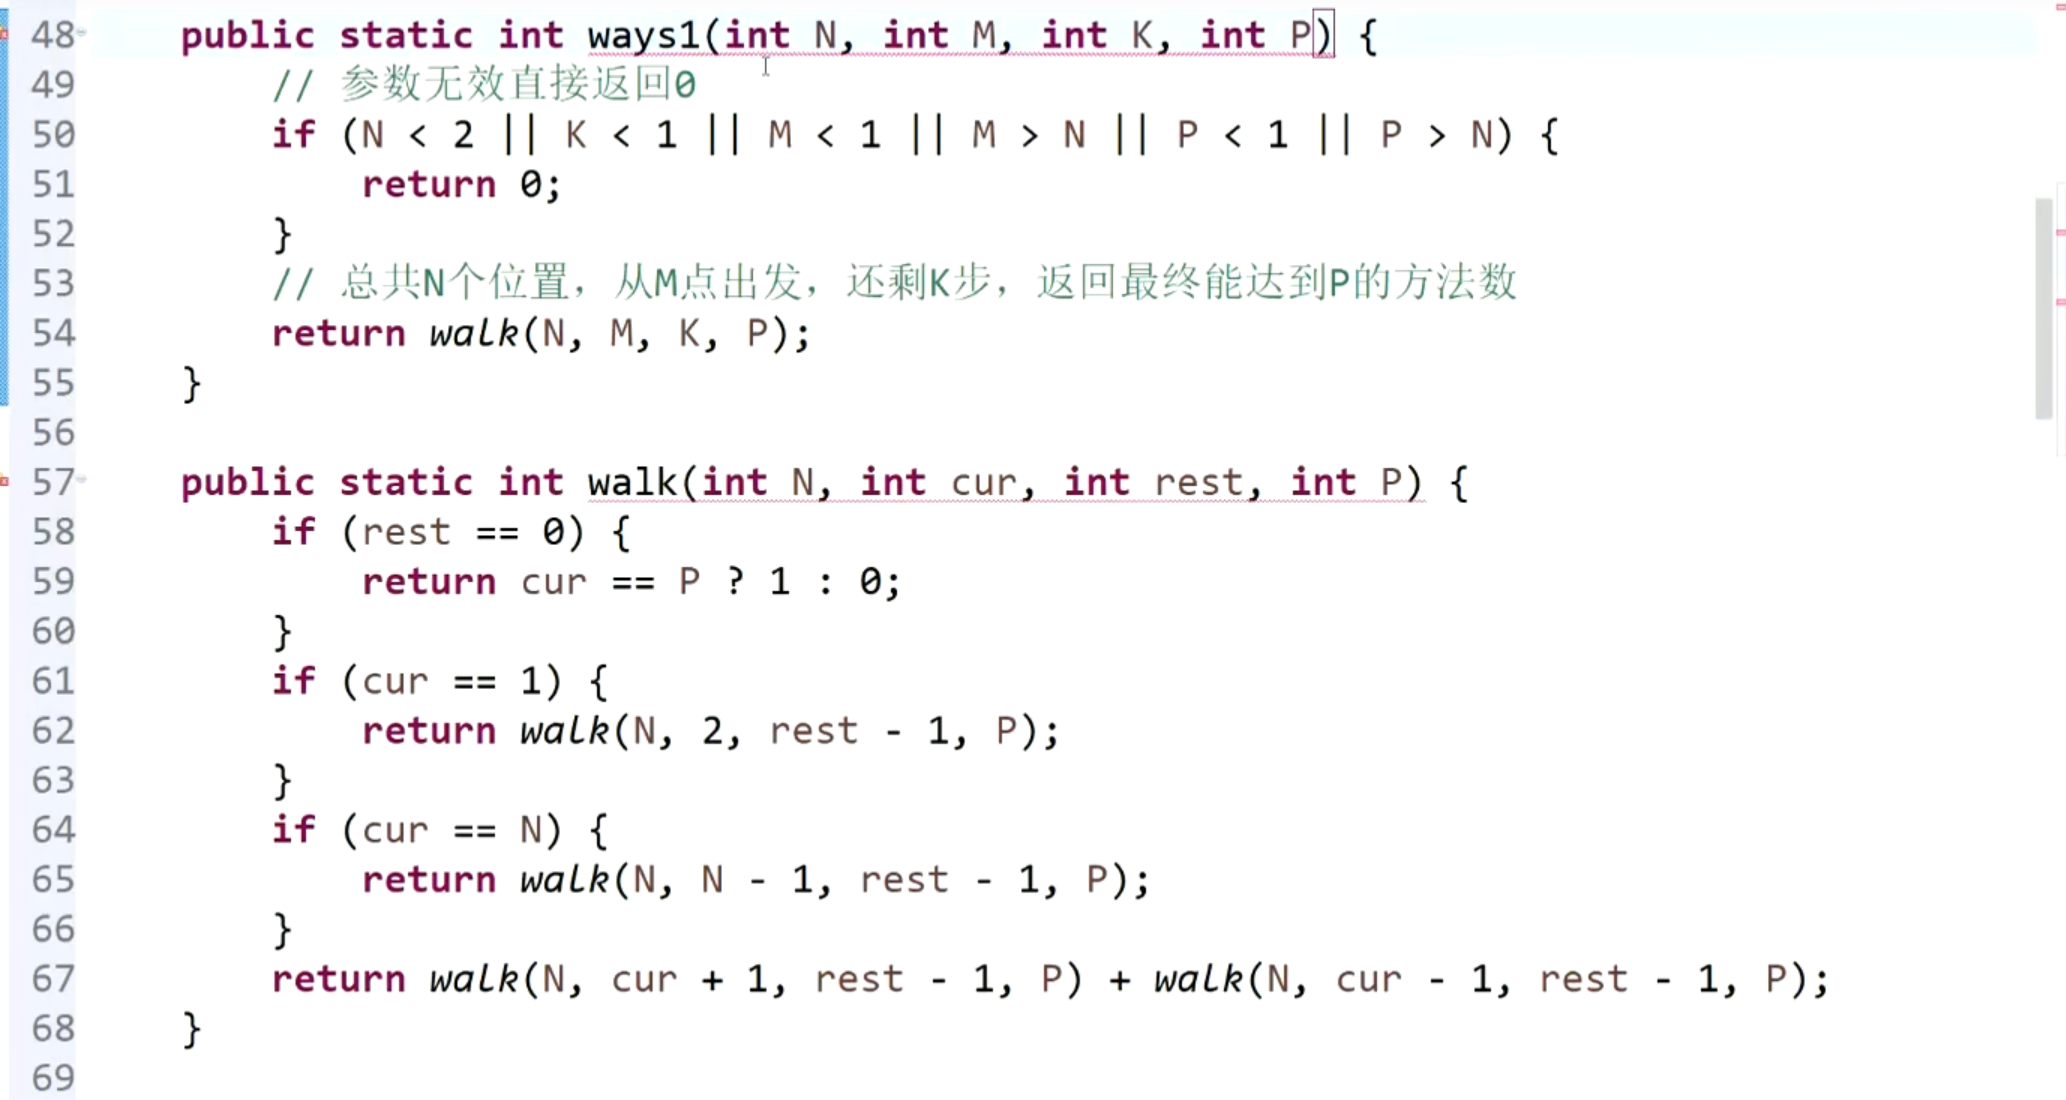 48 public static int ways1(int N, int M, int K, int P) {
49 // 参数无效直接返回0
50 if (N < 2 || K < 1 || M < 1 || M > N || P < 1 || P > N) {
51 return 0;
52 }
53 // 总共N个位置，从M点出发，还剩K步，返回最终能达到P的方法数
54 return walk(N, M, K, P);
55 }
56
57 public static int walk(int N, int cur, int rest, int P) {
58 if (rest == 0) {
59 return cur == P ? 1 : 0;
60 }
61 if (cur == 1) {
62 return walk(N, 2, rest - 1, P);
63 }
64 if (cur == N) {
65 return walk(N, N - 1, rest - 1, P);
66 }
67 return walk(N, cur + 1, rest - 1, P) + walk(N, cur - 1, rest - 1, P);
68 }
69